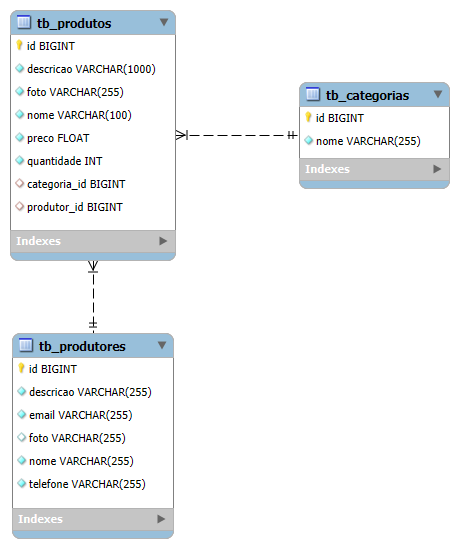 tb_produtos
id BIGINT
descricao VARCHAR(1000)
foto VARCHAR(255)
nome VARCHAR(100)
preco FLOAT
quantidade INT
categoria_id BIGINT
produtor_id BIGINT
Indexes
tb_categorias
id BIGINT
nome VARCHAR(255)
Indexes
tb_produtores
id BIGINT
descricao VARCHAR(255)
email VARCHAR(255)
foto VARCHAR(255)
nome VARCHAR(255)
telefone VARCHAR(255)
Indexes